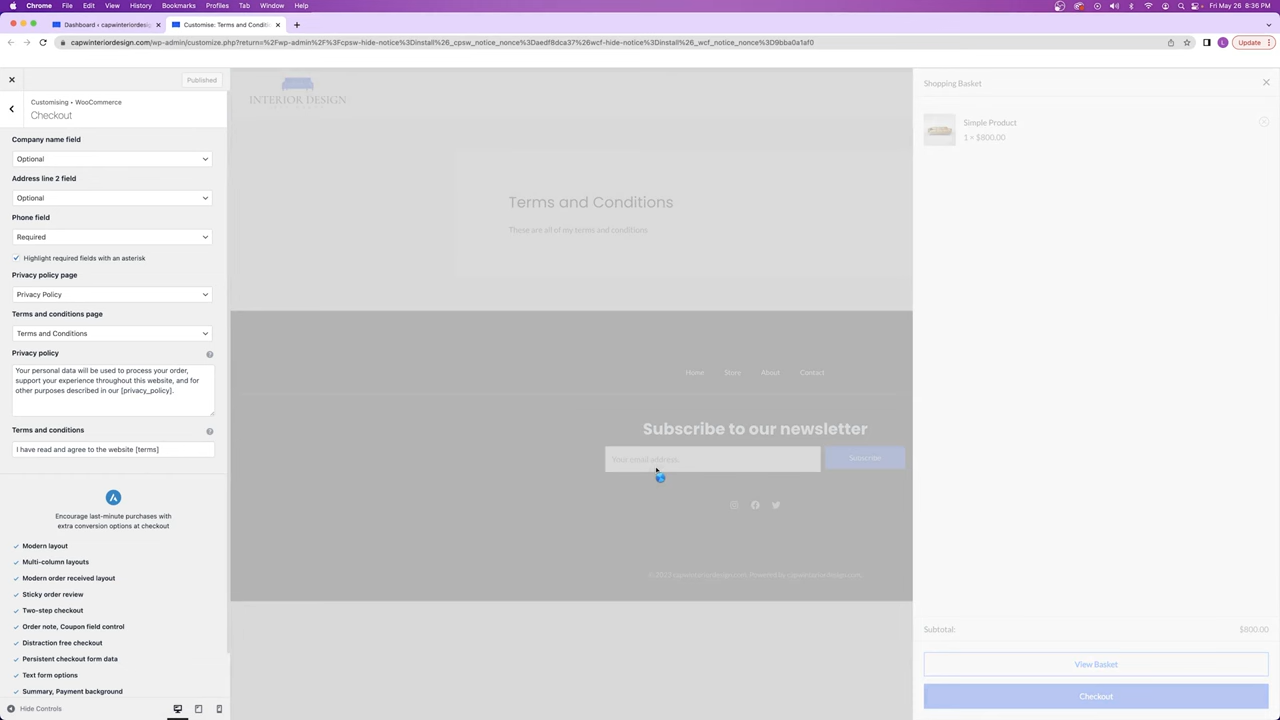 Chrome File Edit View History Bookmarks Profiles Tab Window Help
Fri May 26 8:36 PM
Dashboard ‹ capwinteriordesig
Customise: Terms and Conditi
capwinteriordesign.com/wp-admin/customize.php?return=%2Fwp-admin%2F%3Fcpsw-hide-notice%3Dinstall%26_cpsw_notice_nonce%3Daedf8dca37%26wcf-hide-notice%3Dinstall%26_wcf_notice_nonce%3D9bba0a1af0
L
Update
Published
Customising • WooCommerce
Checkout
Company name field
Optional
Address line 2 field
Optional
Phone field
Required
Highlight required fields with an asterisk
Privacy policy page
Privacy Policy
Terms and conditions page
Terms and Conditions
Privacy policy
Your personal data will be used to process your order,
support your experience throughout this website, and for
other purposes described in our [privacy_policy].
Terms and conditions
I have read and agree to the website [terms]
Encourage last-minute purchases with
extra conversion options at checkout
Modern layout
Multi-column layouts
Modern order received layout
Sticky order review
Two-step checkout
Order note, Coupon field control
Distraction free checkout
Persistent checkout form data
Text form options
Summary, Payment background
Hide Controls
INTERIOR DESIGN
Terms and Conditions
These are all of my terms and conditions
Home Store About Contact
Subscribe to our newsletter
Your email address.
Subscribe
Shopping Basket
Simple Product
1 × $800.00
Subtotal: $800.00
View Basket
Checkout